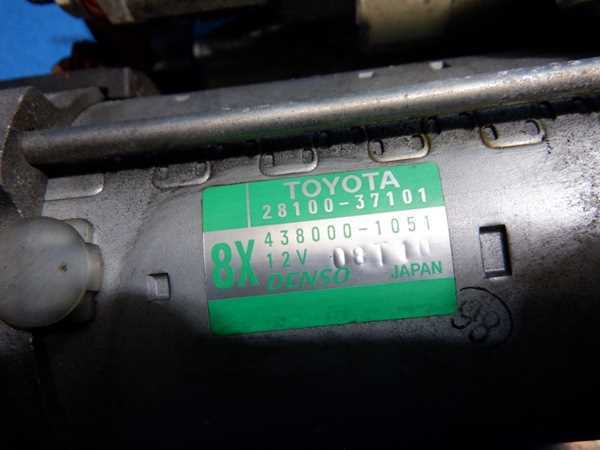 TOYOTA
28100-37101
8X 438000-1051
12V
DENSO JAPAN